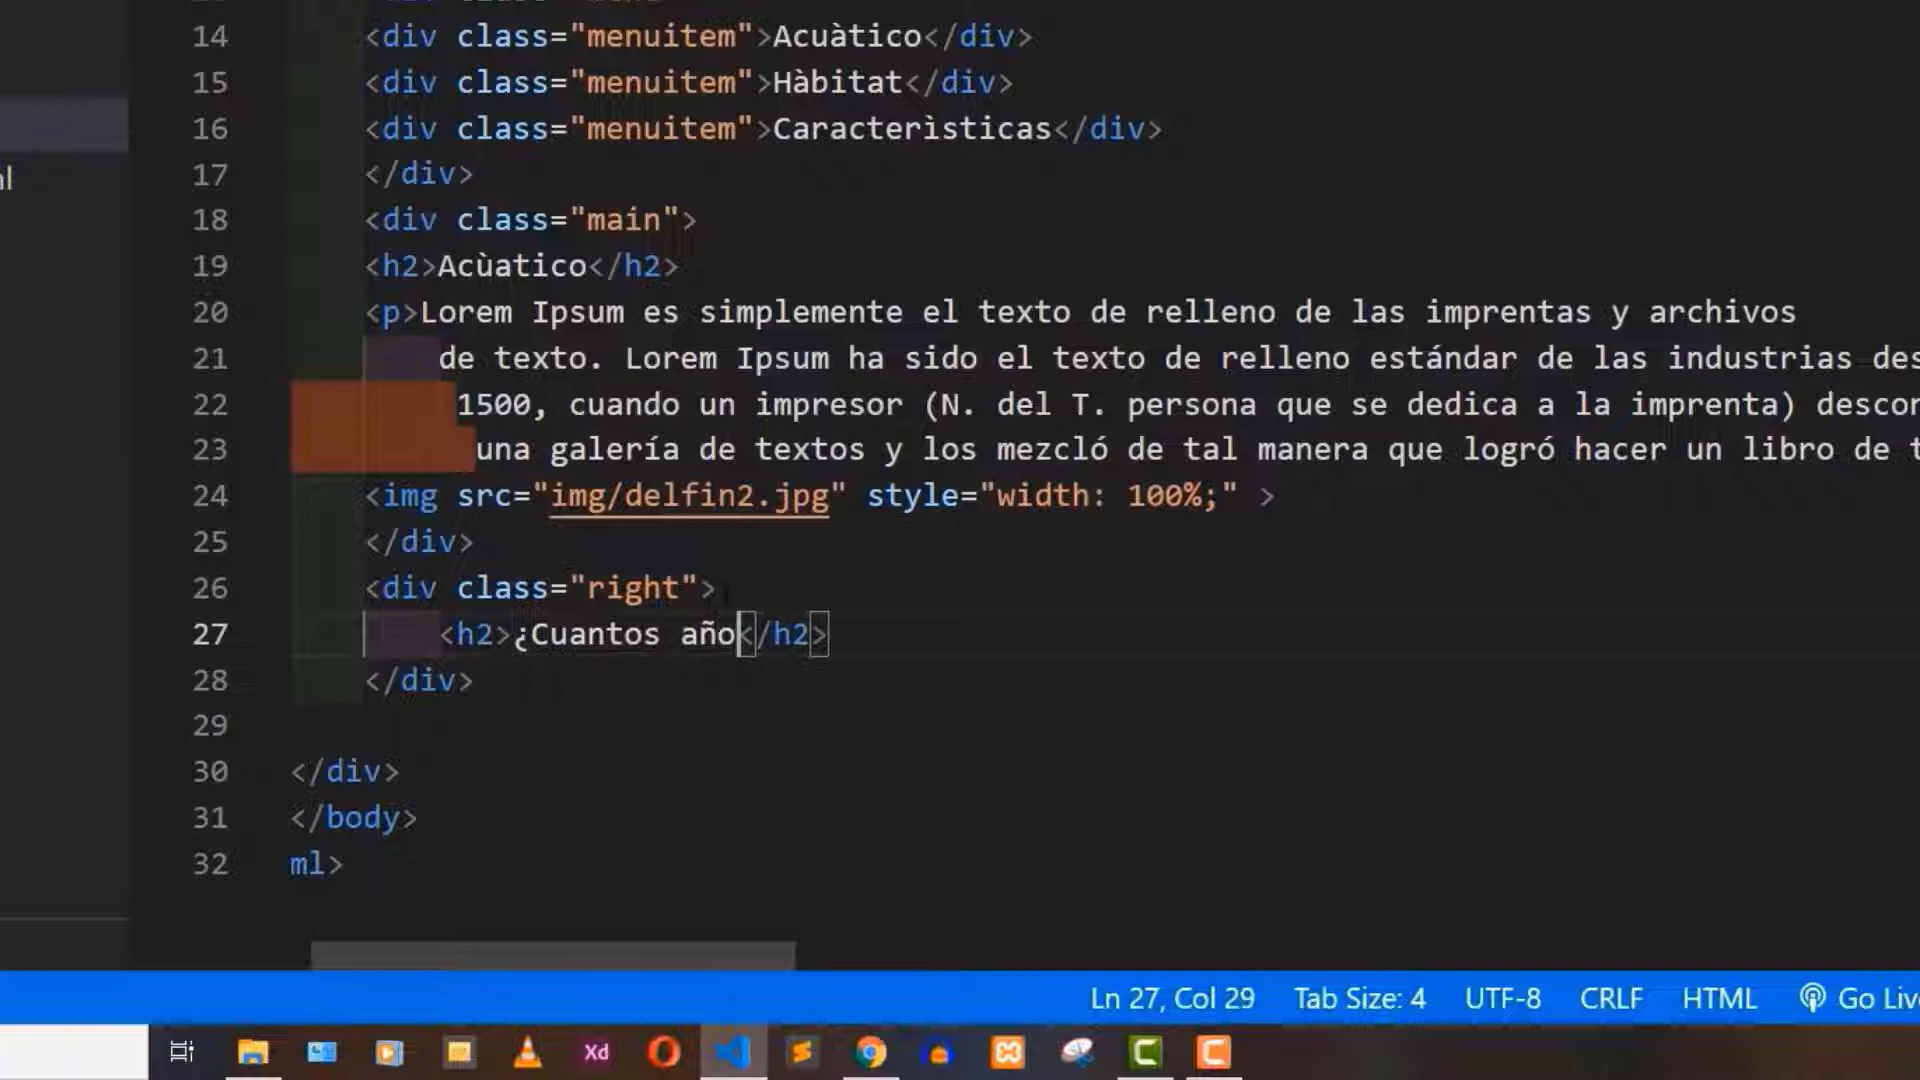 14 <div class="menuitem">Acuàtico</div>
15 <div class="menuitem">Hàbitat</div>
16 <div class="menuitem">Caracterìsticas</div>
17 </div>
18 <div class="main">
19 <h2>Acùatico</h2>
20 <p>Lorem Ipsum es simplemente el texto de relleno de las imprentas y archivos
21 de texto. Lorem Ipsum ha sido el texto de relleno estándar de las industrias des
22 1500, cuando un impresor (N. del T. persona que se dedica a la imprenta) descon
23 una galería de textos y los mezcló de tal manera que logró hacer un libro de t
24 <img src="img/delfin2.jpg" style="width: 100%;" >
25 </div>
26 <div class="right">
27 <h2>¿Cuantos año</h2>
28 </div>
29
30 </div>
31 </body>
32 ml>
Ln 27, Col 29 Tab Size: 4 UTF-8 CRLF HTML Go Live
Xd